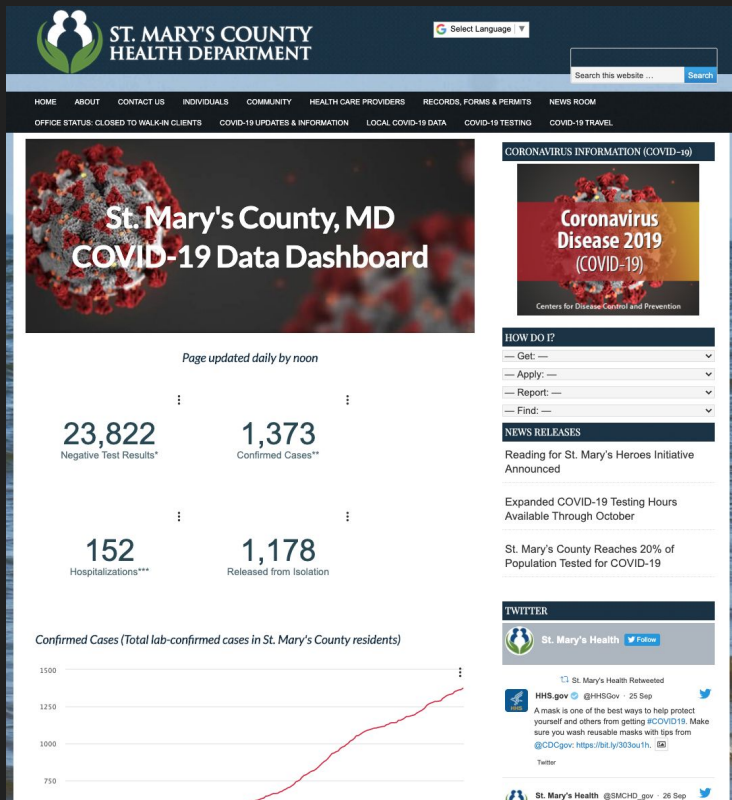 ST. MARY'S COUNTY
HEALTH DEPARTMENT
G Select Language ▼
Search this website ...
Search
HOME ABOUT CONTACT US INDIVIDUALS COMMUNITY HEALTH CARE PROVIDERS RECORDS, FORMS & PERMITS NEWS ROOM
OFFICE STATUS: CLOSED TO WALK-IN CLIENTS COVID-19 UPDATES & INFORMATION LOCAL COVID-19 DATA COVID-19 TESTING COVID-19 TRAVEL
St. Mary's County, MD
COVID-19 Data Dashboard
Page updated daily by noon
23,822
Negative Test Results*
1,373
Confirmed Cases**
152
Hospitalizations***
1,178
Released from Isolation
Confirmed Cases (Total lab-confirmed cases in St. Mary's County residents)
1500
1250
1000
750
CORONAVIRUS INFORMATION (COVID-19)
Coronavirus
Disease 2019
(COVID-19)
Centers for Disease Control and Prevention
HOW DO I?
— Get: —
— Apply: —
— Report: —
— Find: —
NEWS RELEASES
Reading for St. Mary's Heroes Initiative
Announced
Expanded COVID-19 Testing Hours
Available Through October
St. Mary's County Reaches 20% of
Population Tested for COVID-19
TWITTER
St. Mary's Health Follow
St. Mary's Health Retweeted
HHS
HHS.gov @HHSGov · 25 Sep
A mask is one of the best ways to help protect
yourself and others from getting #COVID19. Make
sure you wash reusable masks with tips from
@CDCgov: https://bit.ly/303ou1h.
Twitter
St. Mary's Health @SMCHD_gov · 26 Sep